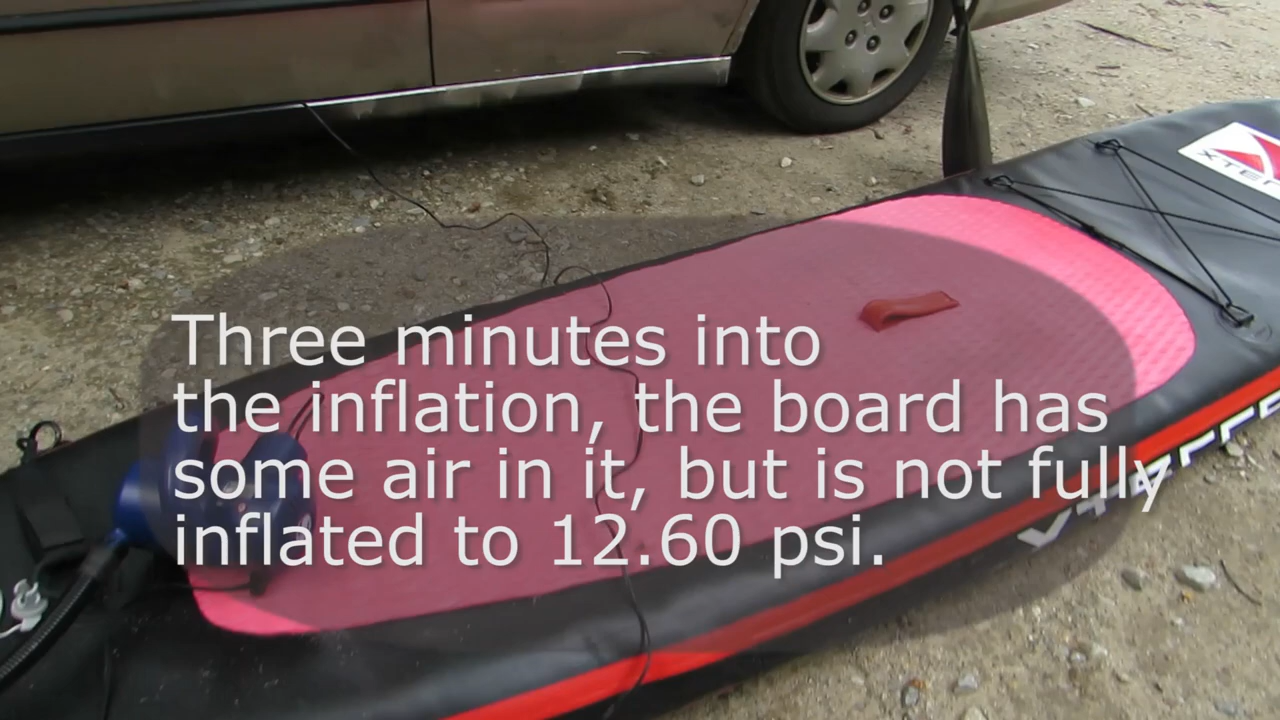 XTER
Three minutes into
the inflation, the board has
some air in it, but is not fully
inflated to 12.60 psi.